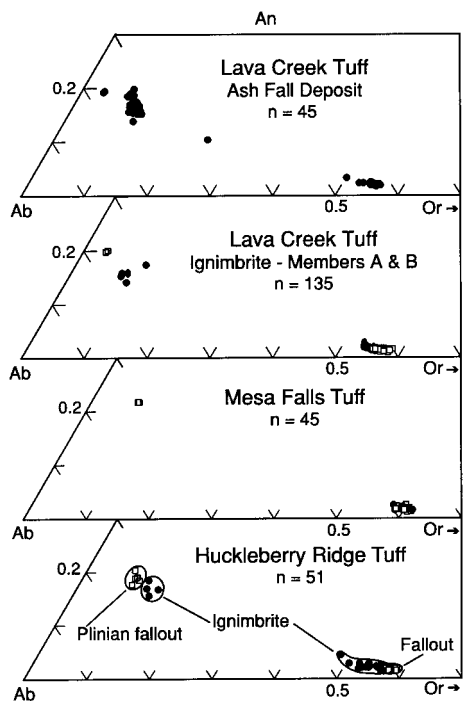 An
Lava Creek Tuff
Ash Fall Deposit
n = 45
0.2
Ab
0.5
Or→
Lava Creek Tuff
Ignimbrite - Members A & B
n = 135
0.2
Ab
0.5
Or→
Mesa Falls Tuff
n = 45
0.2
Ab
0.5
Or→
Huckleberry Ridge Tuff
n = 51
0.2
Plinian fallout
Ignimbrite
Fallout
Ab
0.5
Or→